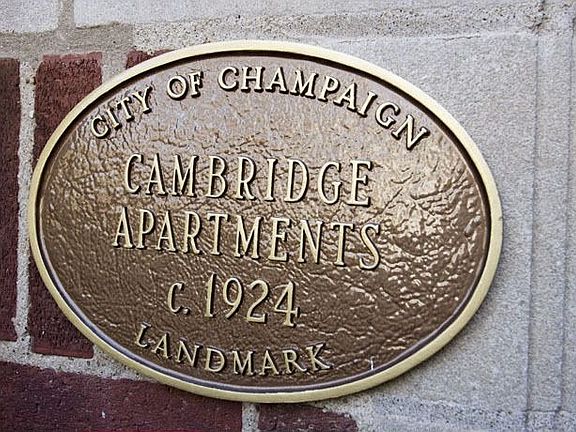 CITY OF CHAMPAIGN
CAMBRIDGE
APARTMENTS
C. 1924
LANDMARK